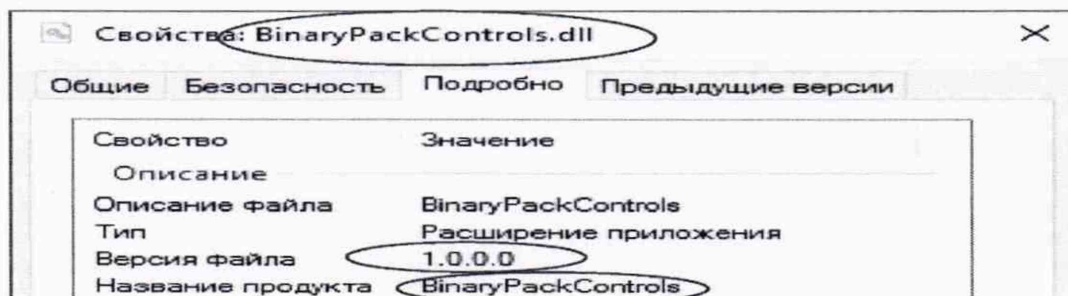 Свойства: BinaryPackControls.dll
Общие Безопасность Подробно Предыдущие версии
Свойство Значение
Описание
Описание файла BinaryPackControls
Тип Расширение приложения
Версия файла 1.0.0.0
Название продукта BinaryPackControls